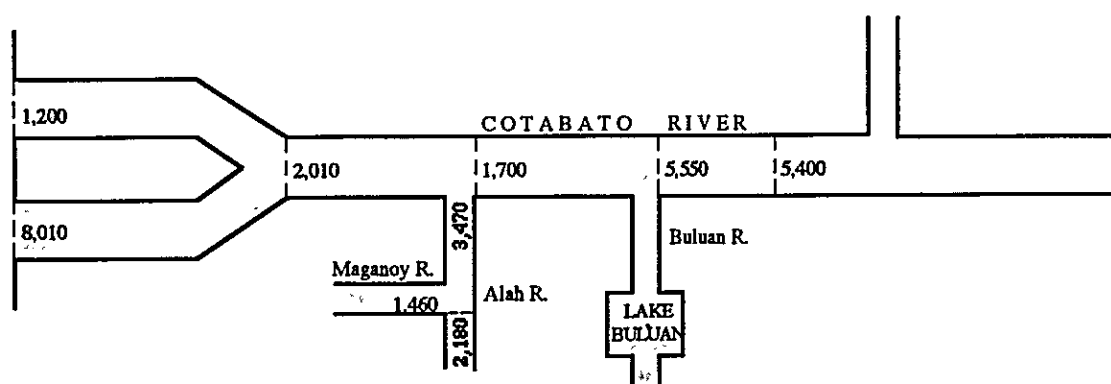 COTABATO RIVER
1,200
2,010
1,700
5,550
5,400
8,010
3,470
Buluan R.
Maganoy R.
1.460
Alah R.
2,180
LAKE
BULUAN